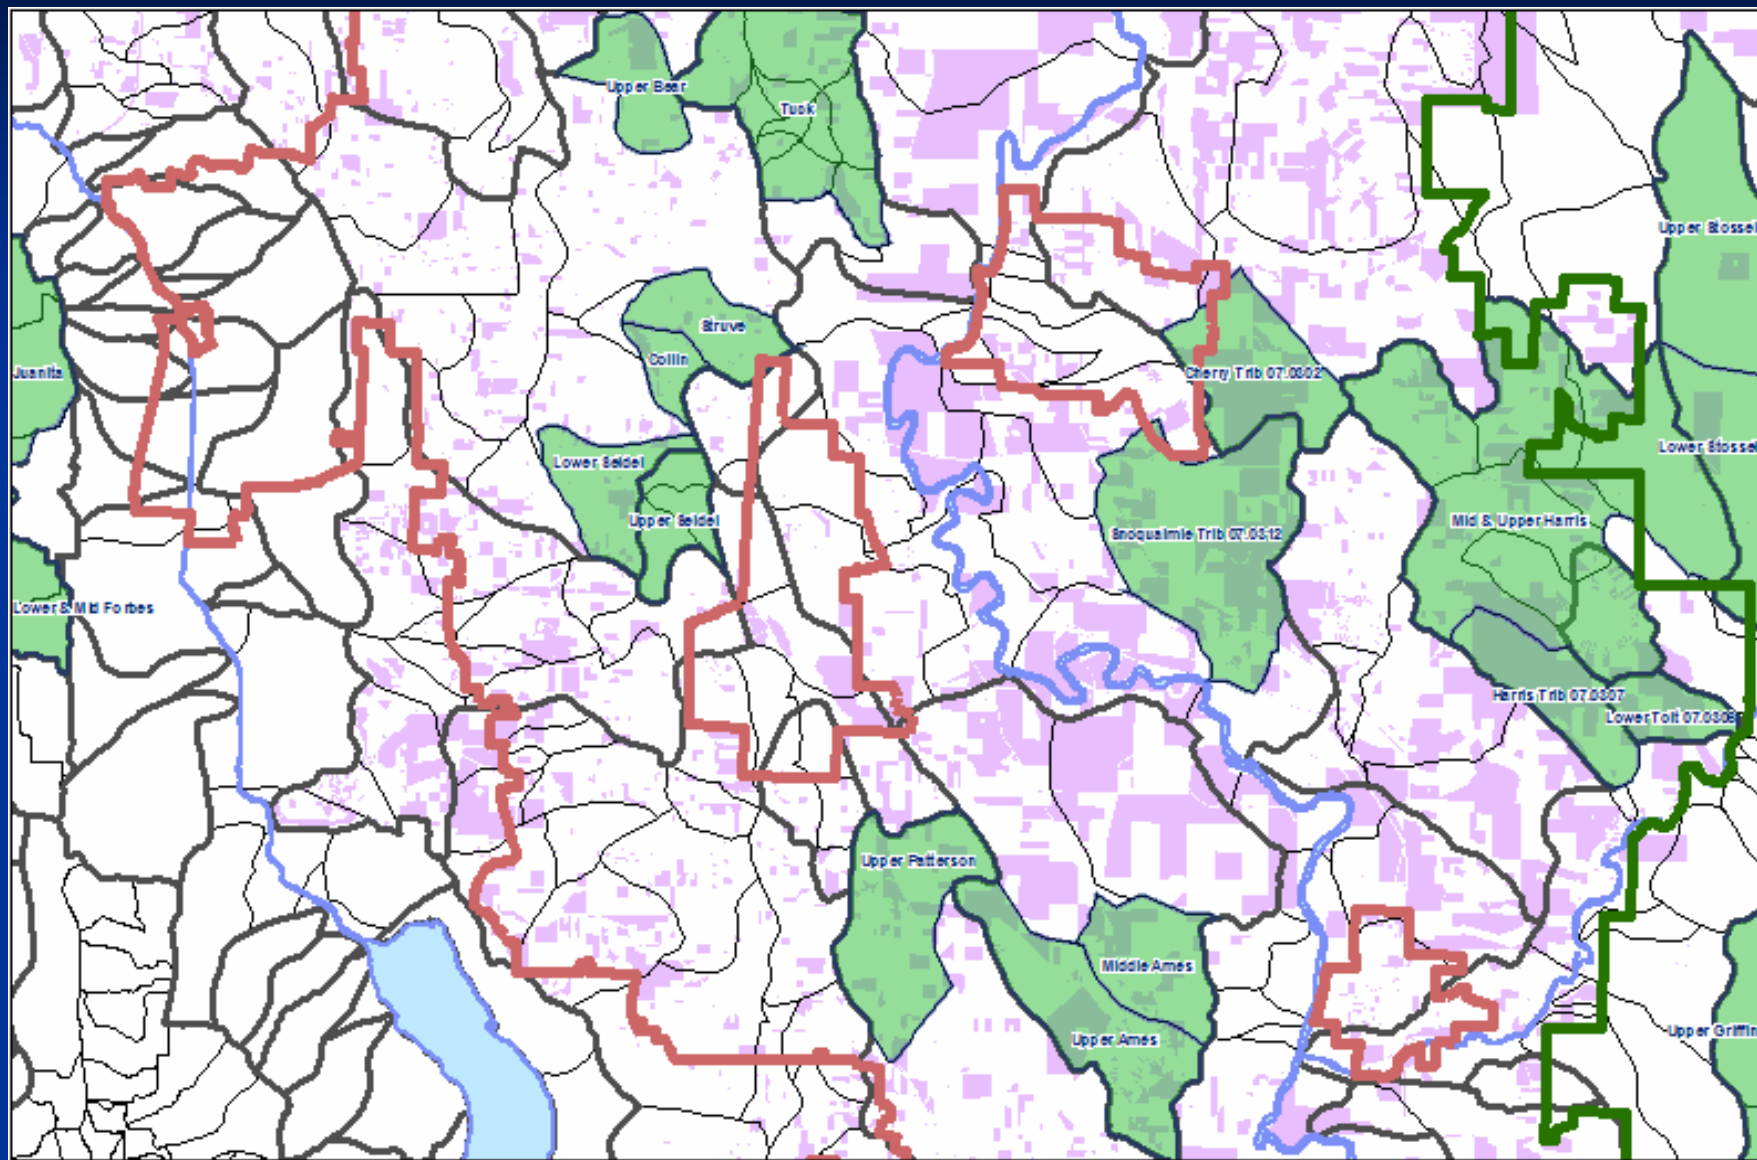 Upper Bear
Tuck
Upper Stossel
Struve
Collin
Juanita
Cherry Trib 07.0302
Lower Seidel
Lower Stossel
Upper Seidel
Mid & Upper Harris
Snoqualmie Trib 07.0312
Lower & Mid Forbes
Harris Trib 07.0307
Lower Tolt 07.0308
Upper Patterson
Middle Ames
Upper Ames
Upper Griffin